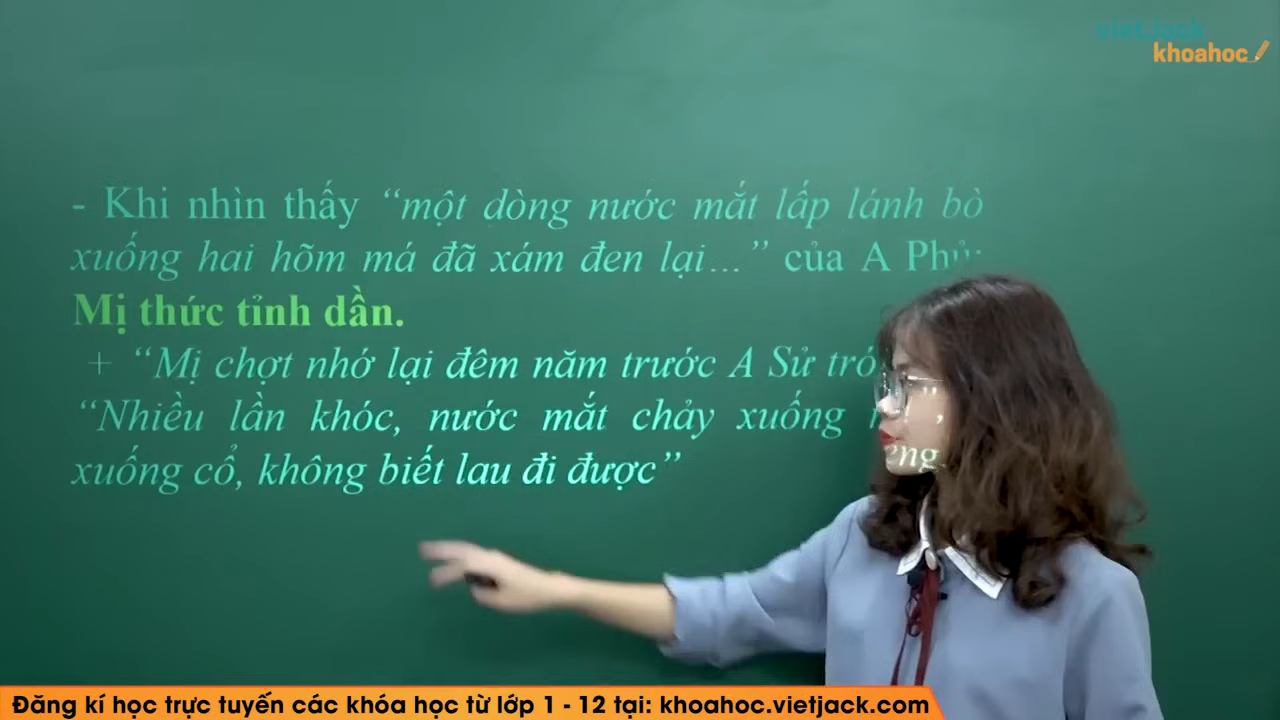 vietjack
khoahoc
- Khi nhìn thấy “một dòng nước mắt lấp lánh bò
xuống hai hõm má đã xám đen lại...” của A Phủ:
Mị thức tỉnh dần.
+ “Mị chợt nhớ lại đêm năm trước A Sử
“Nhiều lần khóc, nước mắt chảy xuống
xuống cổ, không biết lau đi được”
Đăng kí học trực tuyến các khóa học từ lớp 1 - 12 tại: khoahoc.vietjack.com